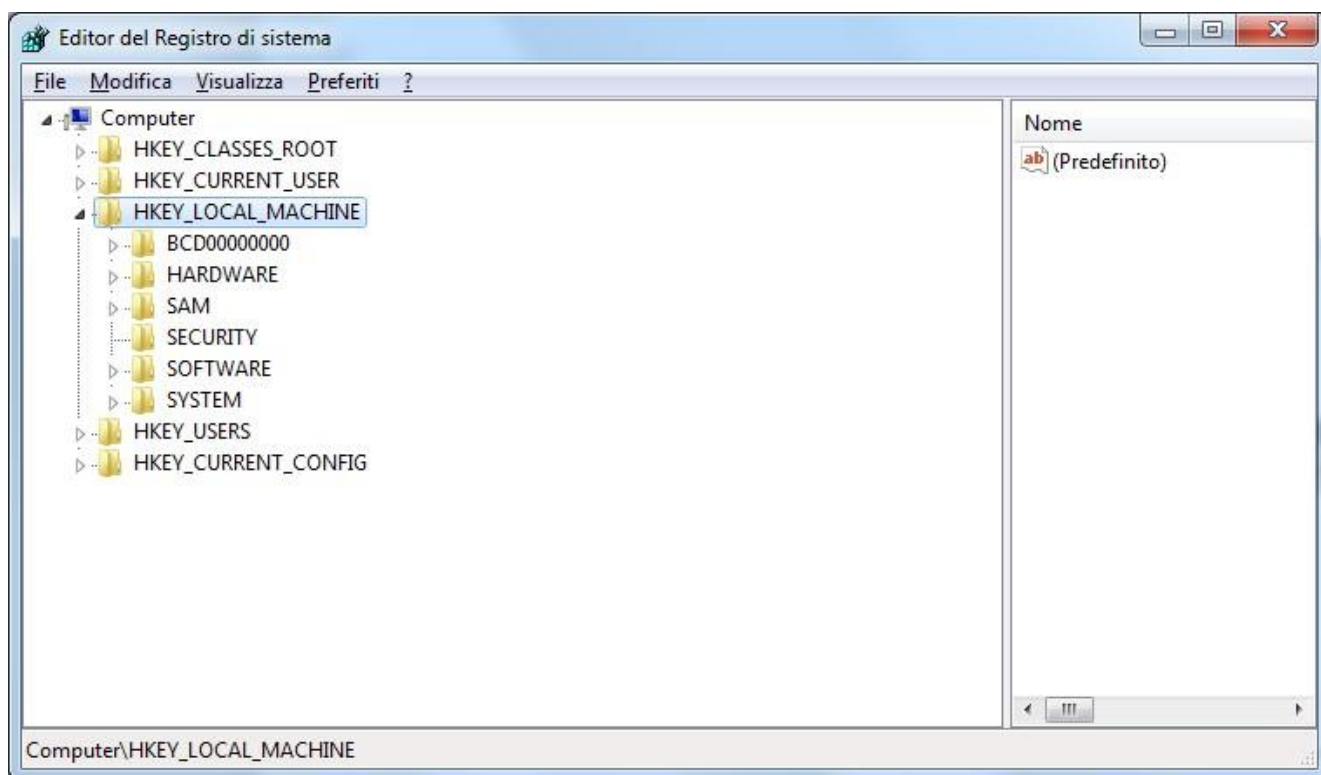 Editor del Registro di sistema
File Modifica Visualizza Preferiti ?
Computer
HKEY_CLASSES_ROOT
HKEY_CURRENT_USER
HKEY_LOCAL_MACHINE
BCD00000000
HARDWARE
SAM
SECURITY
SOFTWARE
SYSTEM
HKEY_USERS
HKEY_CURRENT_CONFIG
Nome
ab (Predefinito)
Computer\HKEY_LOCAL_MACHINE